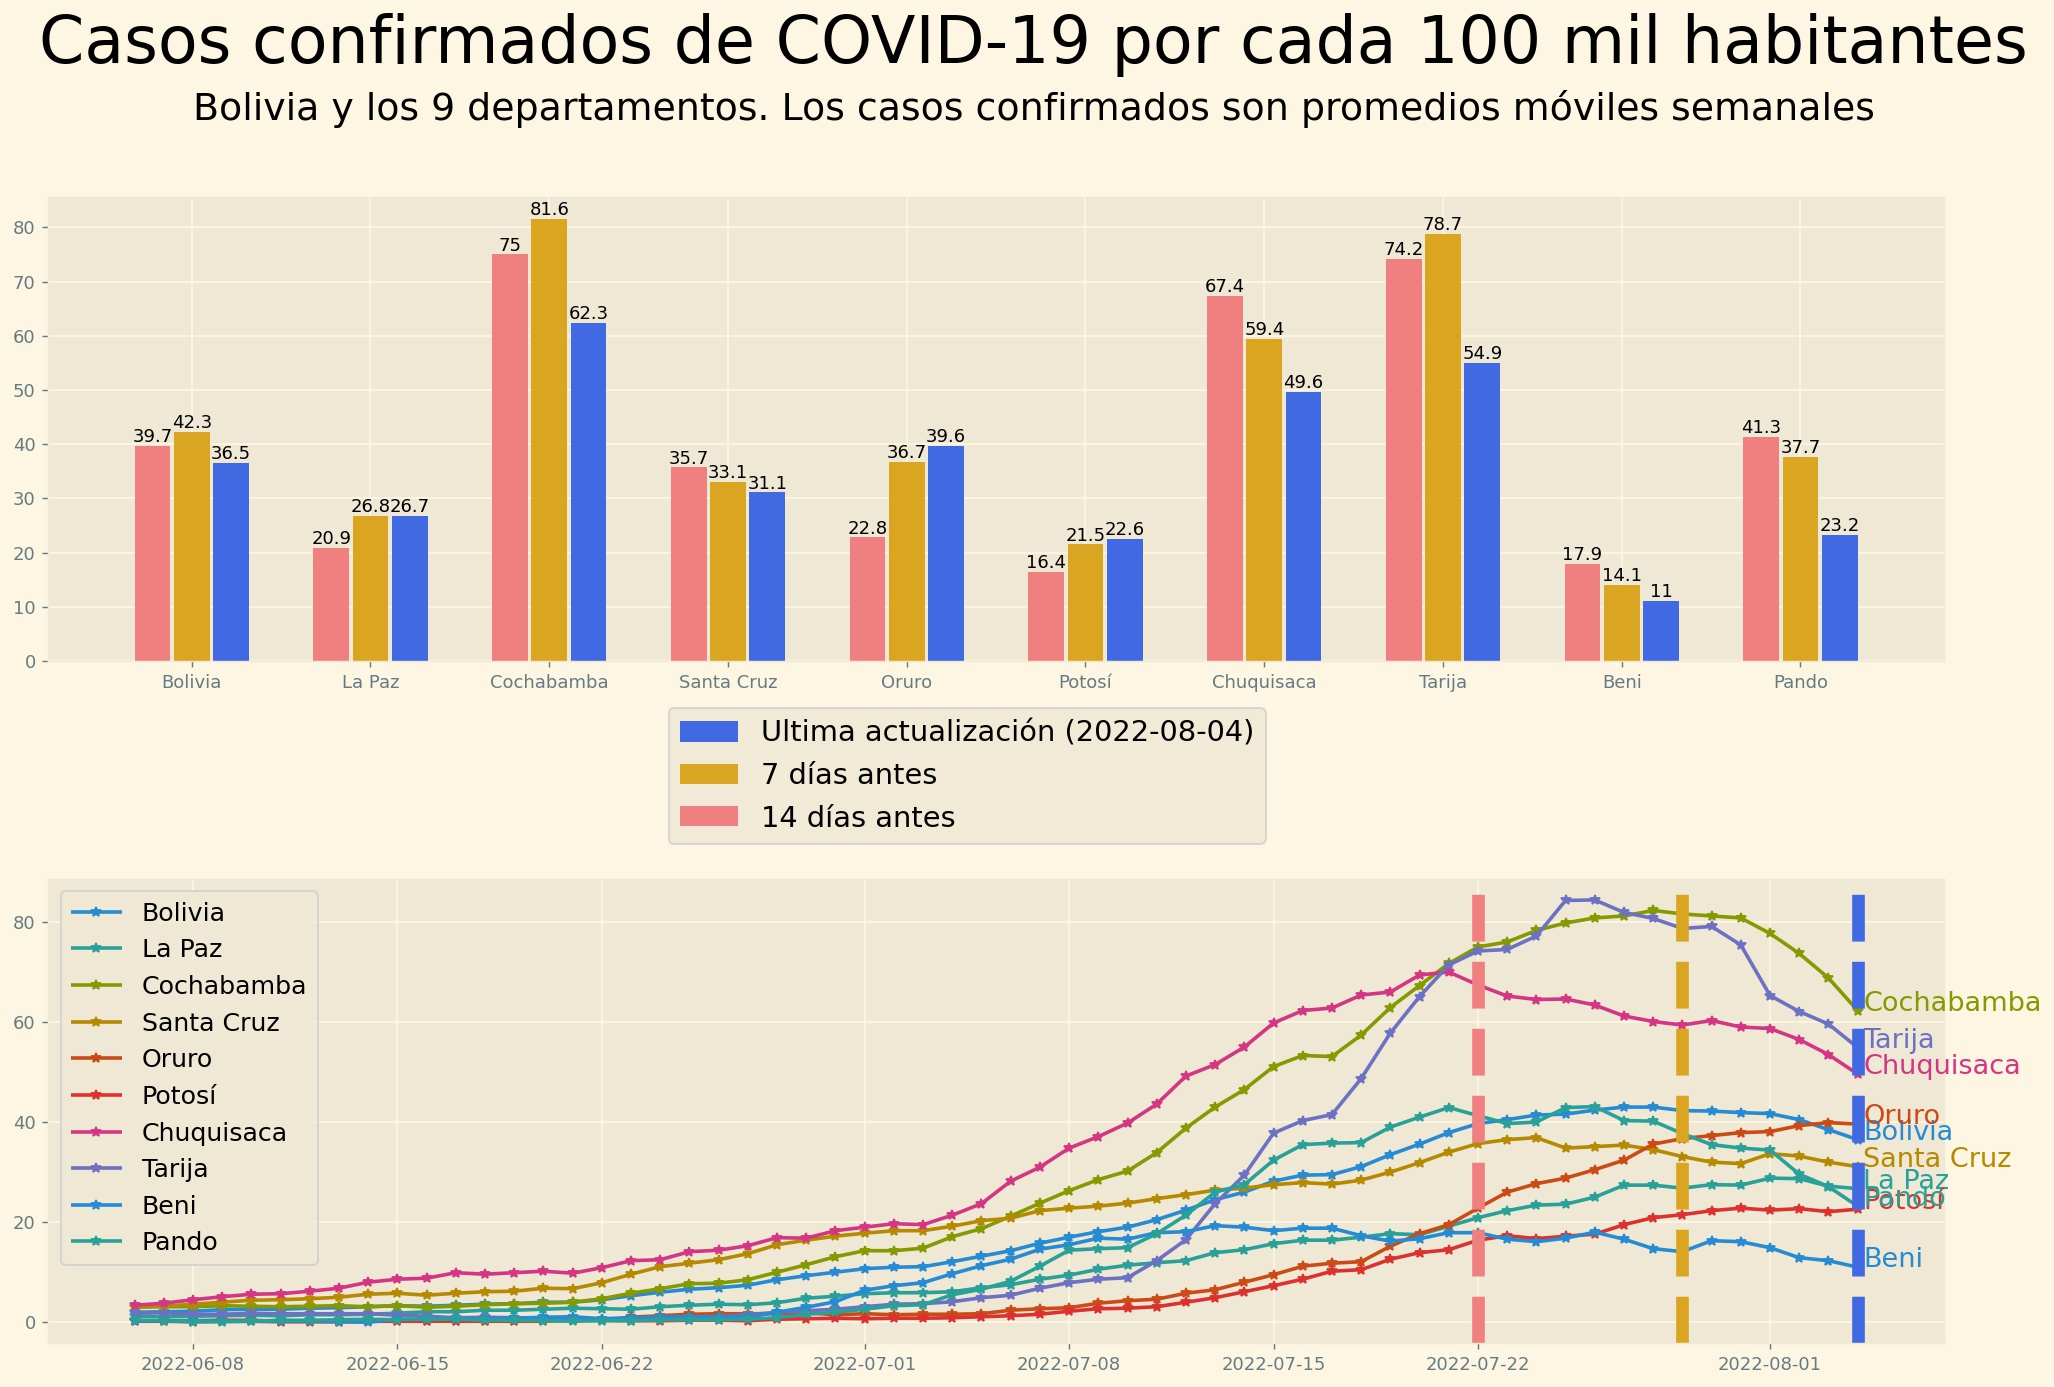 Casos confirmados de COVID-19 por cada 100 mil habitantes
Bolivia y los 9 departamentos. Los casos confirmados son promedios móviles semanales
80
70
60
50
40
30
20
10
0
39.7 42.3 36.5
20.9 26.8 26.7
75 81.6 62.3
35.7 33.1 31.1
22.8 36.7 39.6
16.4 21.5 22.6
67.4 59.4 49.6
74.2 78.7 54.9
17.9 14.1 11
41.3 37.7 23.2
Bolivia La Paz Cochabamba Santa Cruz Oruro Potosí Chuquisaca Tarija Beni Pando
Ultima actualización (2022-08-04)
7 días antes
14 días antes
80
60
40
20
0
Bolivia
La Paz
Cochabamba
Santa Cruz
Oruro
Potosí
Chuquisaca
Tarija
Beni
Pando
Cochabamba
Tarija
Chuquisaca
Oruro
Bolivia
Santa Cruz
La Paz
Pando
Potosí
Beni
2022-06-08 2022-06-15 2022-06-22 2022-07-01 2022-07-08 2022-07-15 2022-07-22 2022-08-01